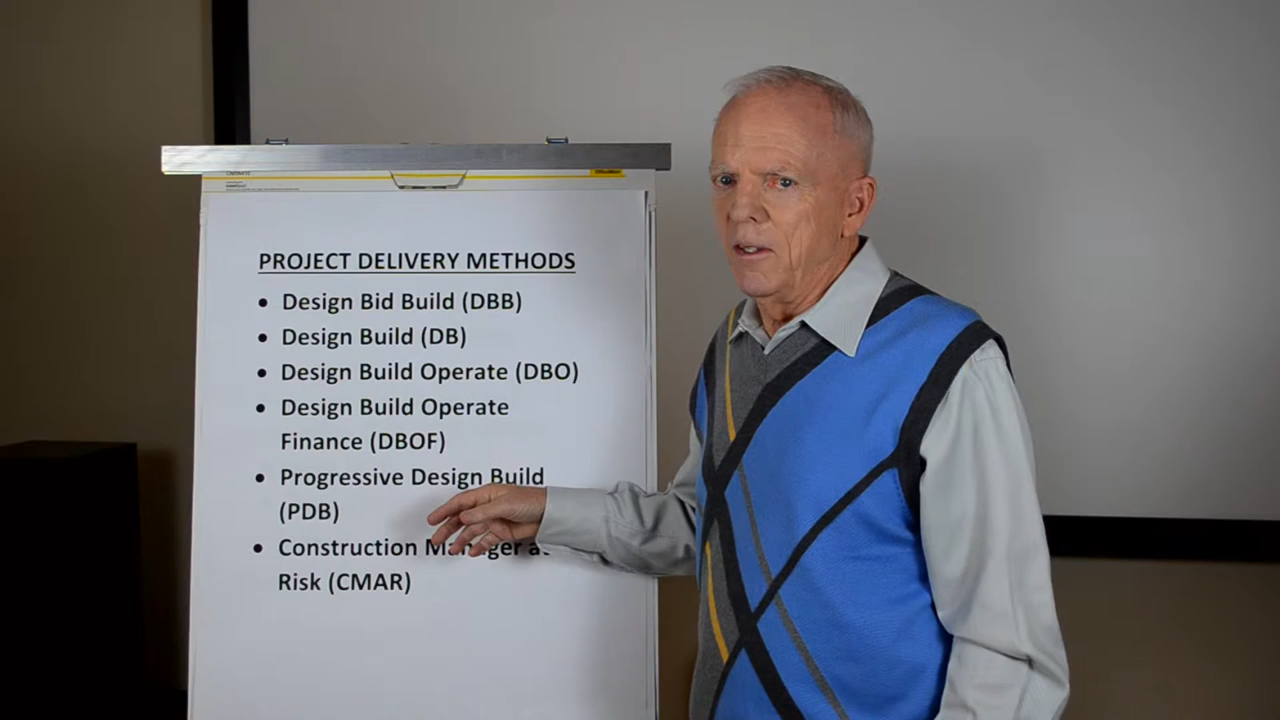 PROJECT DELIVERY METHODS
• Design Bid Build (DBB)
• Design Build (DB)
• Design Build Operate (DBO)
• Design Build Operate
Finance (DBOF)
• Progressive Design Build
(PDB)
• Construction Manager a
Risk (CMAR)